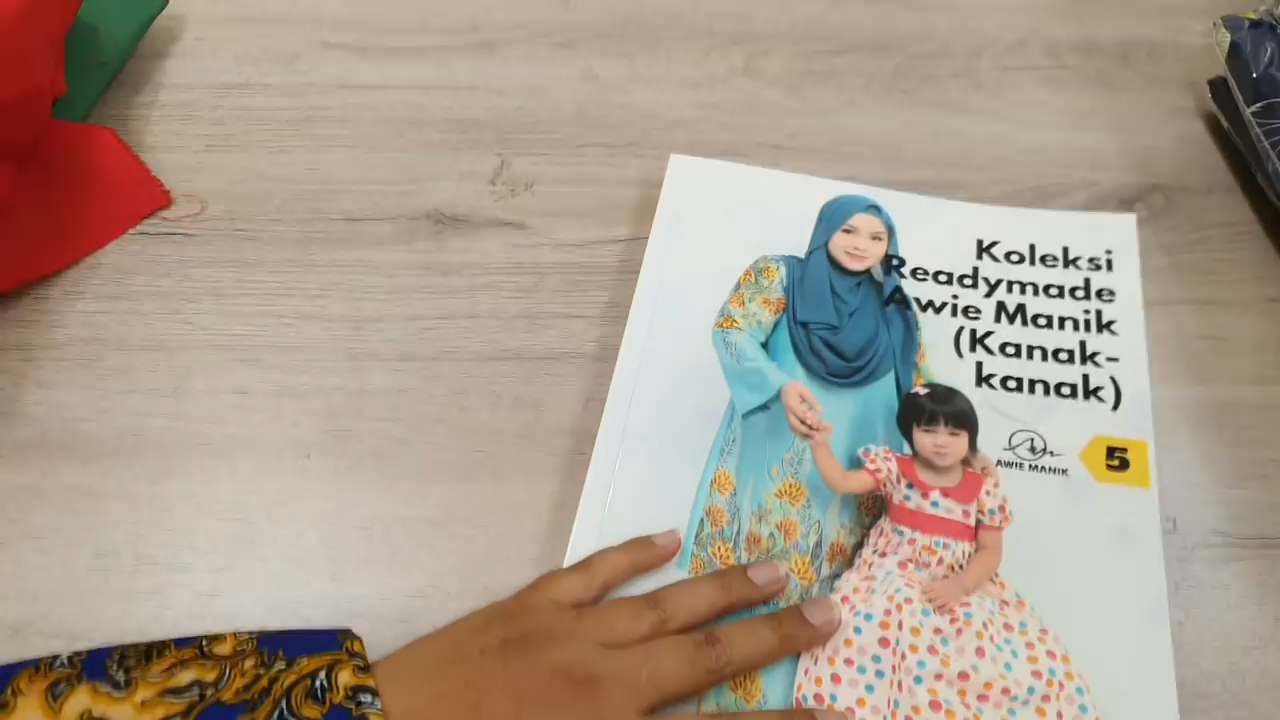 Koleksi
Readymade
Awie Manik
(Kanak-
kanak)
AWIE MANIK
5